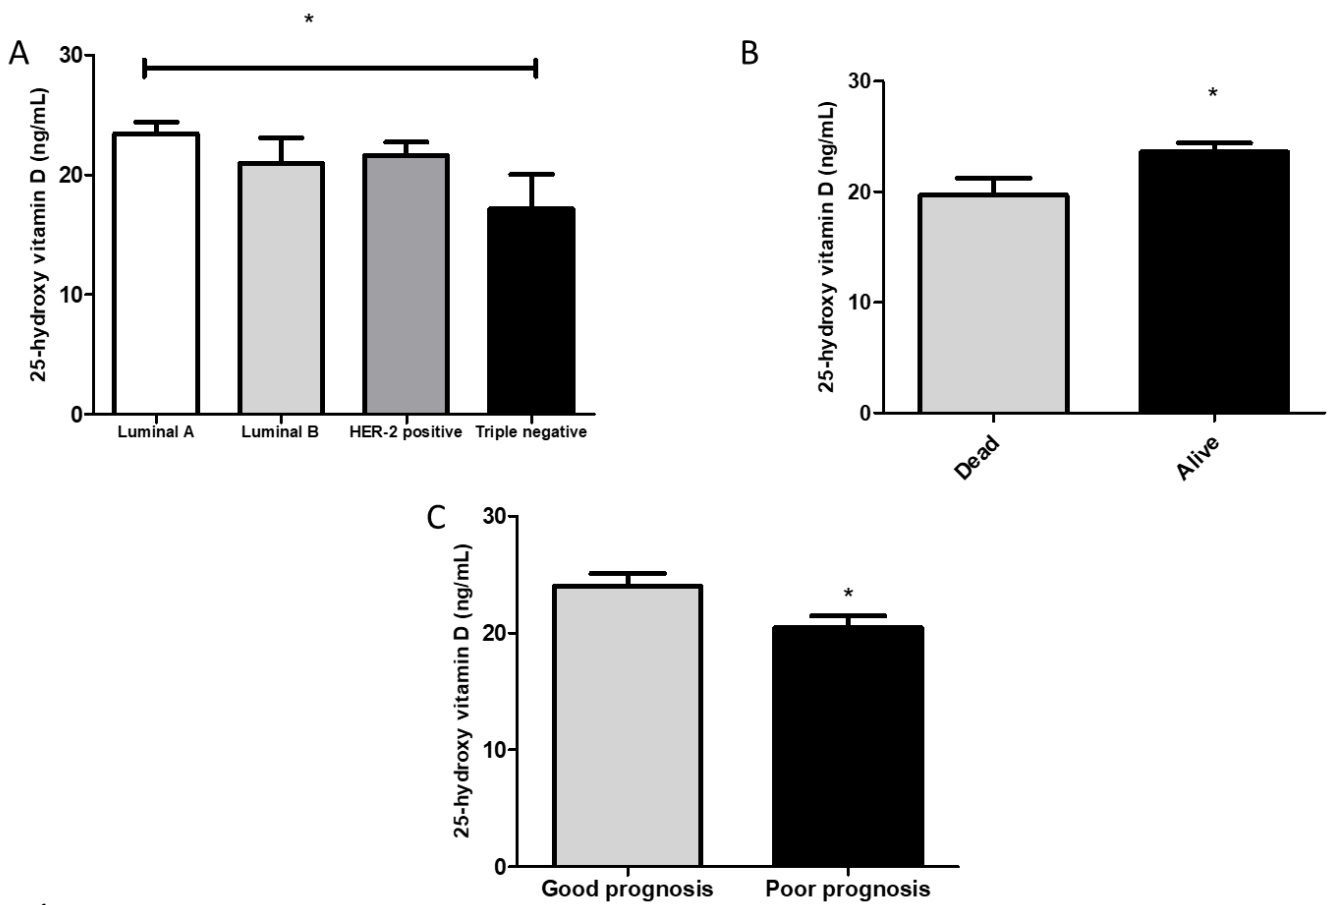 *
A
30
20
10
0
25-hydroxy vitamin D (ng/mL)
Luminal A Luminal B HER-2 positive Triple negative
B
*
30
20
10
0
25-hydroxy vitamin D (ng/mL)
Dead Alive
C
*
30
20
10
0
25-hydroxy vitamin D (ng/mL)
Good prognosis Poor prognosis